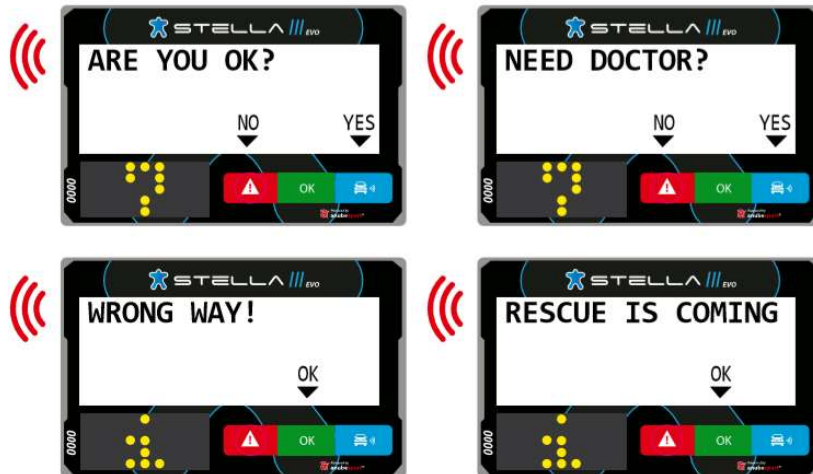 STELLA III EVO
ARE YOU OK?
NO YES
0000
OK
STELLA III EVO
NEED DOCTOR?
NO YES
0000
OK
STELLA III EVO
WRONG WAY!
OK
0000
OK
STELLA III EVO
RESCUE IS COMING
OK
0000
OK